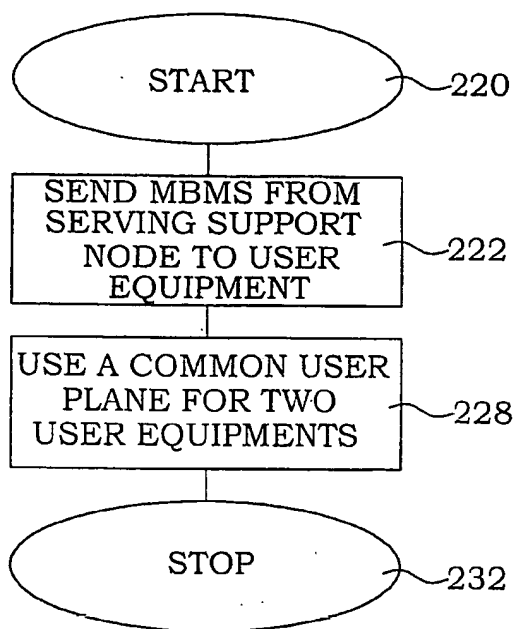 START
220
SEND MBMS FROM
SERVING SUPPORT
NODE TO USER
EQUIPMENT
222
USE A COMMON USER
PLANE FOR TWO
USER EQUIPMENTS
228
STOP
232